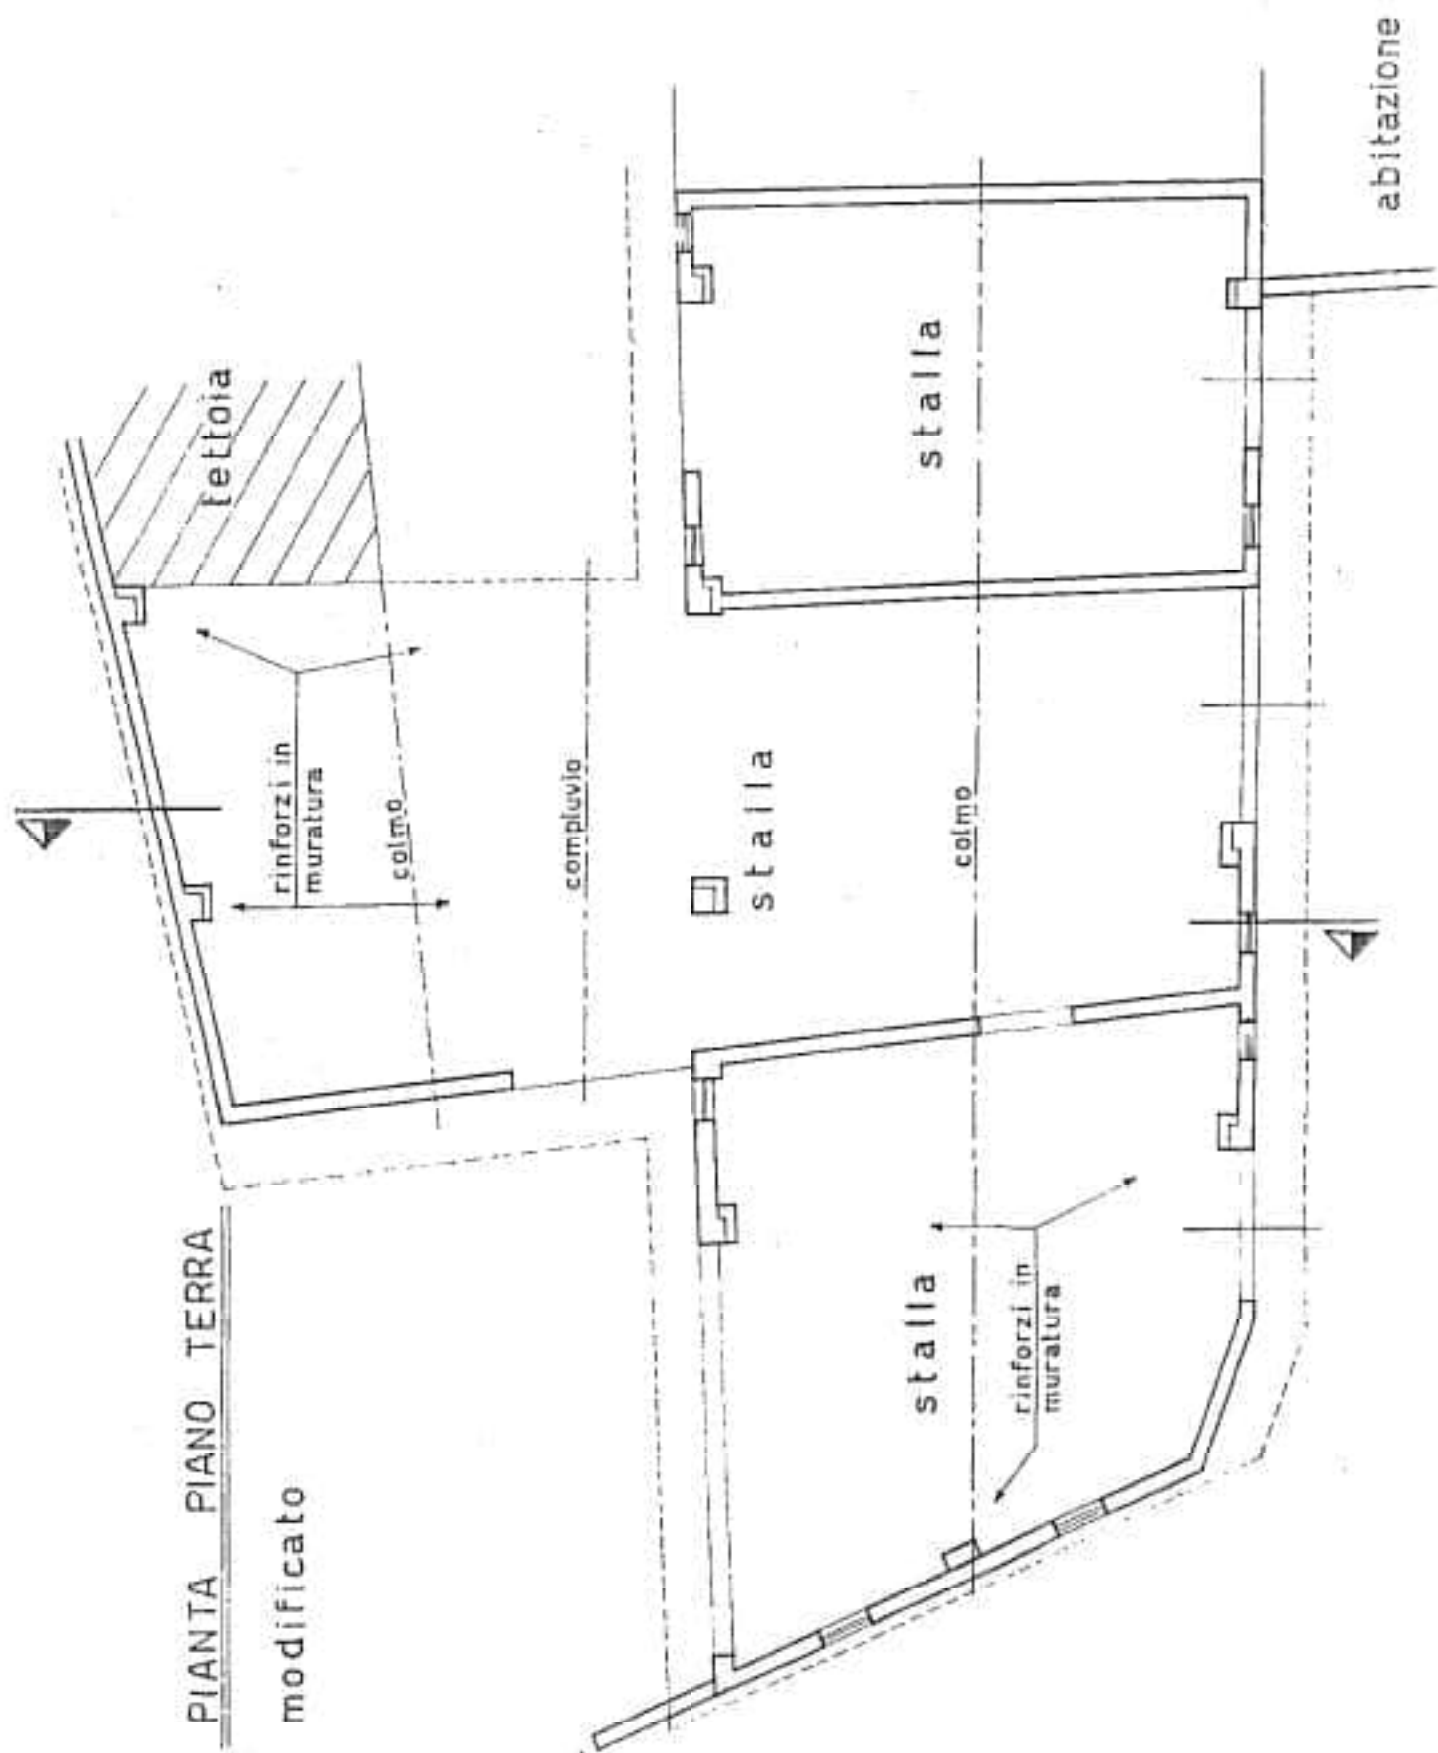 PIANTA PIANO TERRA
modificato
tettoia
rinforzi in
muratura
colmo
compluvio
stalla
stalla
colmo
stalla
rinforzi in
muratura
abitazione